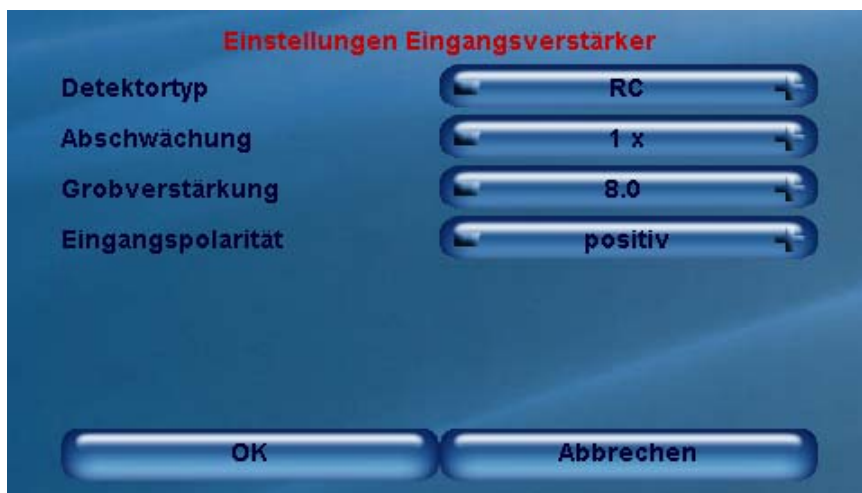 Einstellungen Eingangsverstärker
Detektortyp - RC +
Abschwächung - 1 x +
Grobverstärkung - 8.0 +
Eingangspolarität - positiv +
OK Abbrechen